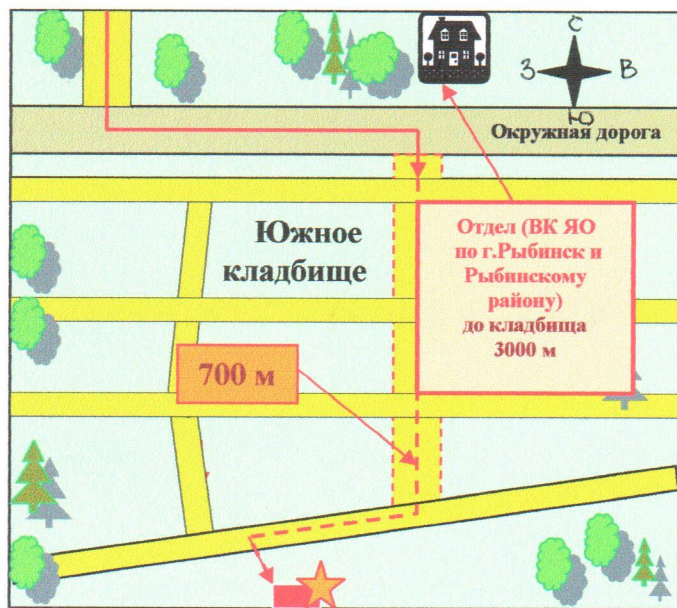 С
З В
Ю
Окружная дорога
Южное
кладбище
Отдел (ВК ЯО
по г.Рыбинск и
Рыбинскому
району)
до кладбища
3000 м
700 м